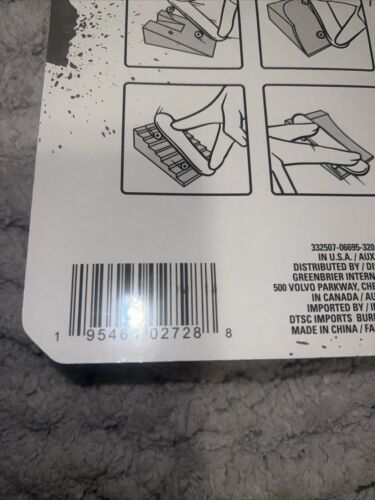 332507-06695-320
IN U.S.A. / AUX
DISTRIBUTED BY / DI
GREENBRIER INTERN
500 VOLVO PARKWAY, CHE
IN CANADA / AU
IMPORTED BY / I
DTSC IMPORTS BUR
MADE IN CHINA / FA
1 95464 02728 8